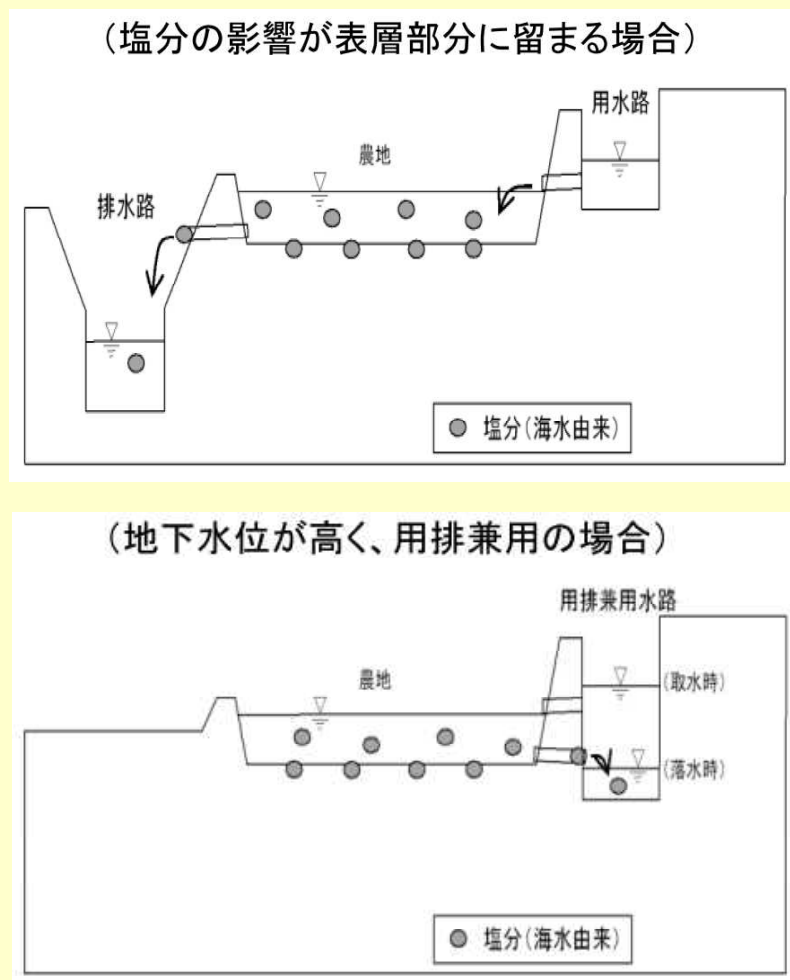 （塩分の影響が表層部分に留まる場合）
用水路
農地
排水路
塩分（海水由来）
（地下水位が高く、用排兼用の場合）
用排兼用水路
農地
（取水時）
（落水時）
塩分（海水由来）